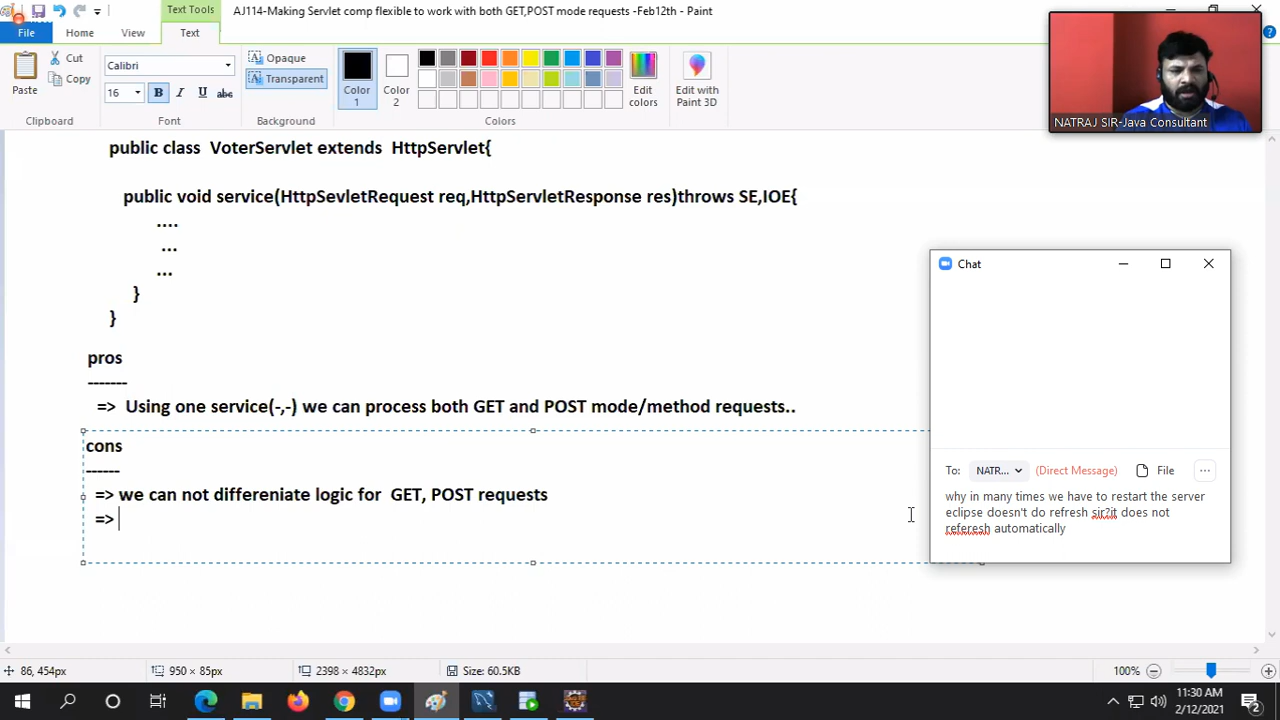 Text Tools
AJ114-Making Servlet comp flexible to work with both GET,POST mode requests -Feb12th - Paint
File
Home
View
Text
Paste
Cut
Copy
Clipboard
Calibri
16
B
I
U
abc
Font
Opaque
Transparent
Background
Color 1
Color 2
Edit colors
Colors
Edit with Paint 3D
NATRAJ SIR-Java Consultant
public class VoterServlet extends HttpServlet{
public void service(HttpSevletRequest req,HttpServletResponse res)throws SE,IOE{
....
...
...
}
}
pros
-------
=> Using one service(-,-) we can process both GET and POST mode/method requests..
cons
------
=> we can not differeniate logic for GET, POST requests
=>
Chat
To: NATR... (Direct Message) File ...
why in many times we have to restart the server
eclipse doesn't do refresh sir?it does not
referesh automatically
86, 454px
950 × 85px
2398 × 4832px
Size: 60.5KB
100%
11:30 AM
2/12/2021
2